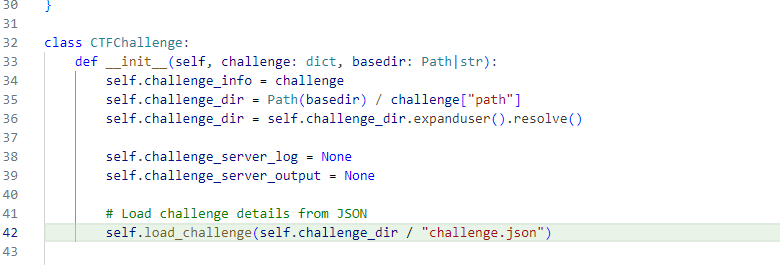 30 }
31
32 class CTFChallenge:
33     def __init__(self, challenge: dict, basedir: Path|str):
34         self.challenge_info = challenge
35         self.challenge_dir = Path(basedir) / challenge["path"]
36         self.challenge_dir = self.challenge_dir.expanduser().resolve()
37
38         self.challenge_server_log = None
39         self.challenge_server_output = None
40
41         # Load challenge details from JSON
42         self.load_challenge(self.challenge_dir / "challenge.json")
43